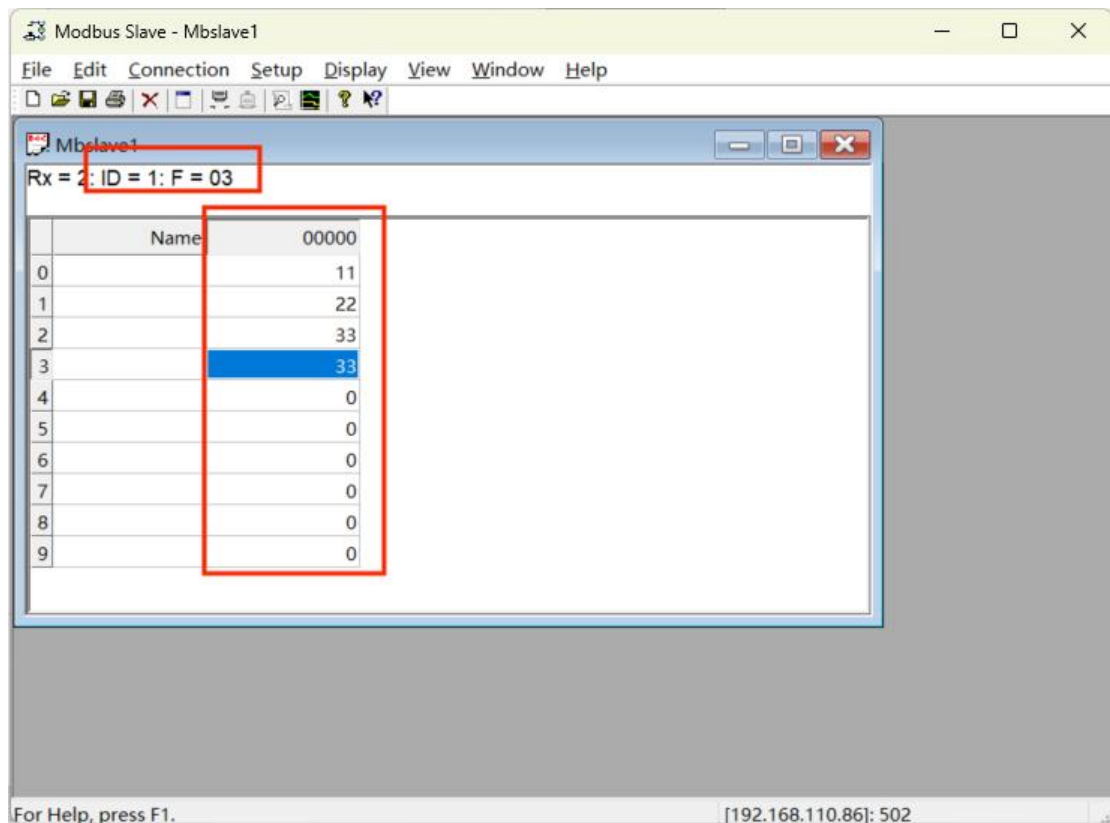 Modbus Slave - Mbslave1
File Edit Connection Setup Display View Window Help
Mbslave1
Rx = 2: ID = 1: F = 03
Name 00000
0 11
1 22
2 33
3 33
4 0
5 0
6 0
7 0
8 0
9 0
For Help, press F1. [192.168.110.86]: 502